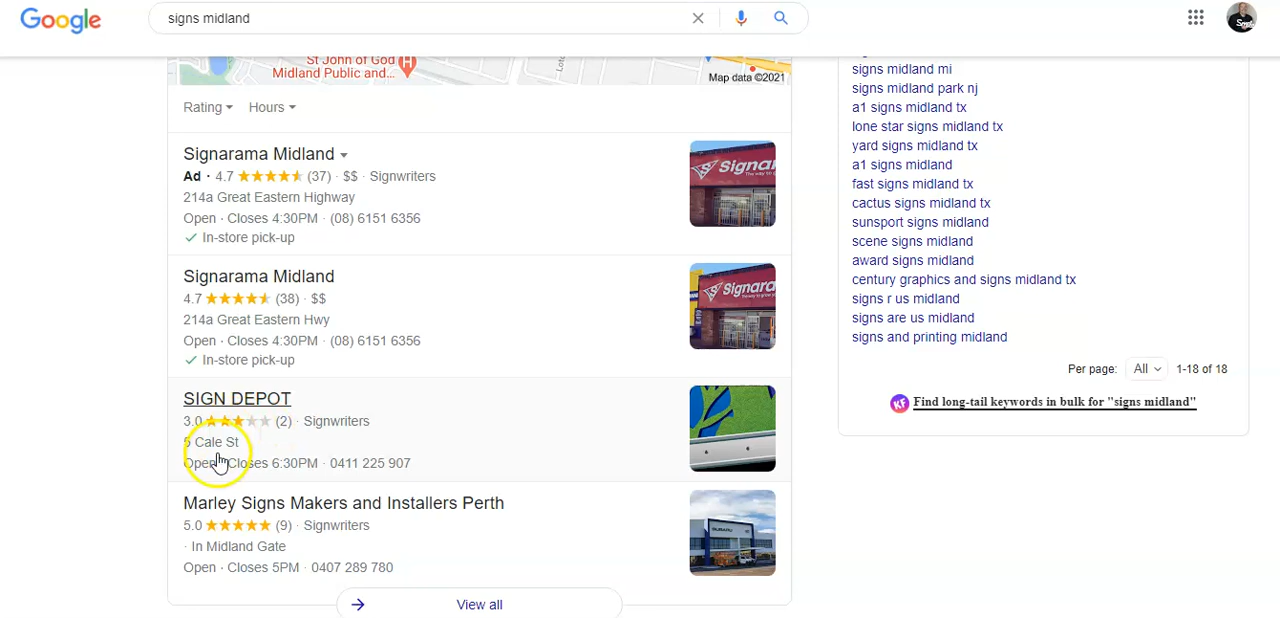 Google
signs midland
St John of God
Midland Public and...
Map data ©2021
Rating
Hours
Signarama Midland
Ad · 4.7 (37) · $$ · Signwriters
214a Great Eastern Highway
Open · Closes 4:30PM · (08) 6151 6356
In-store pick-up
Signarama Midland
4.7 (38) · $$
214a Great Eastern Hwy
Open · Closes 4:30PM · (08) 6151 6356
In-store pick-up
SIGN DEPOT
3.0 (2) · Signwriters
5 Cale St
Open · Closes 6:30PM · 0411 225 907
Marley Signs Makers and Installers Perth
5.0 (9) · Signwriters
· In Midland Gate
Open · Closes 5PM · 0407 289 780
View all
signs midland mi
signs midland park nj
a1 signs midland tx
lone star signs midland tx
yard signs midland tx
a1 signs midland
fast signs midland tx
cactus signs midland tx
sunsport signs midland
scene signs midland
award signs midland
century graphics and signs midland tx
signs r us midland
signs are us midland
signs and printing midland
Per page: All 1-18 of 18
KF Find long-tail keywords in bulk for "signs midland"